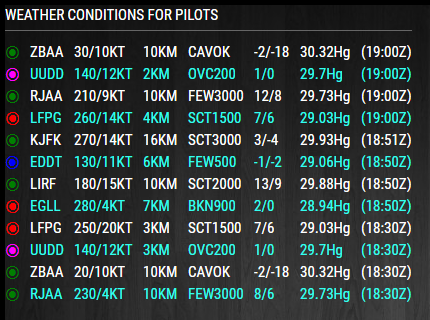 WEATHER CONDITIONS FOR PILOTS
ZBAA 30/10KT 10KM CAVOK -2/-18 30.32Hg (19:00Z)
UUDD 140/12KT 2KM OVC200 1/0 29.7Hg (19:00Z)
RJAA 210/9KT 10KM FEW3000 12/8 29.73Hg (19:00Z)
LFPG 260/14KT 4KM SCT1500 7/6 29.03Hg (19:00Z)
KJFK 270/14KT 16KM SCT3000 3/-4 29.93Hg (18:51Z)
EDDT 130/11KT 6KM FEW500 -1/-2 29.06Hg (18:50Z)
LIRF 180/15KT 10KM SCT2000 13/9 29.88Hg (18:50Z)
EGLL 280/4KT 7KM BKN900 2/0 28.94Hg (18:50Z)
LFPG 250/20KT 3KM SCT1500 7/6 29.03Hg (18:30Z)
UUDD 140/12KT 3KM OVC200 1/0 29.7Hg (18:30Z)
ZBAA 20/10KT 10KM CAVOK -2/-18 30.32Hg (18:30Z)
RJAA 230/4KT 10KM FEW3000 8/6 29.73Hg (18:30Z)